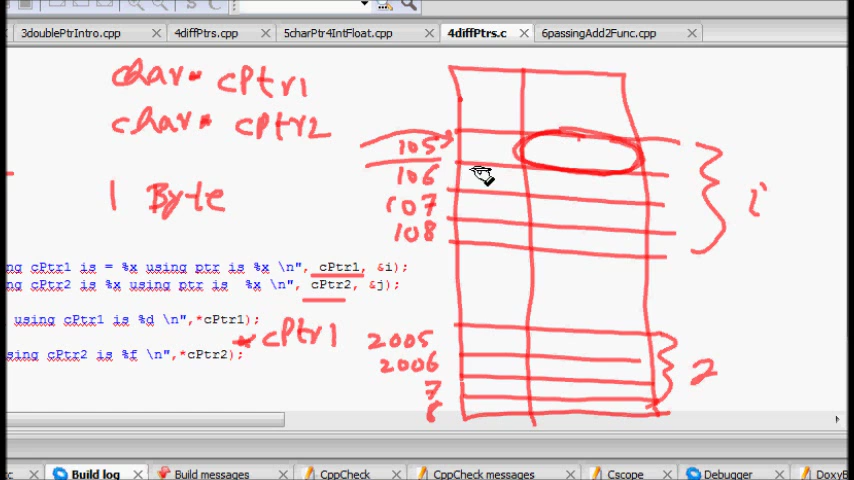 3doublePtrIntro.cpp 4diffPtrs.cpp 5charPtr4IntFloat.cpp 4diffPtrs.c 6passingAdd2Func.cpp
char* cPtr1
char* cPtr2
1 Byte
105
106
107
108
i
ng cPtr1 is = %x using ptr is %x \n", cPtr1, &i);
ng cPtr2 is %x using ptr is %x \n", cPtr2, &j);
using cPtr1 is %d \n",*cPtr1);
using cPtr2 is %f \n",*cPtr2);
*cPtr1
2005
2006
7
8
2
Build log Build messages CppCheck CppCheck messages Cscope Debugger DoxyB